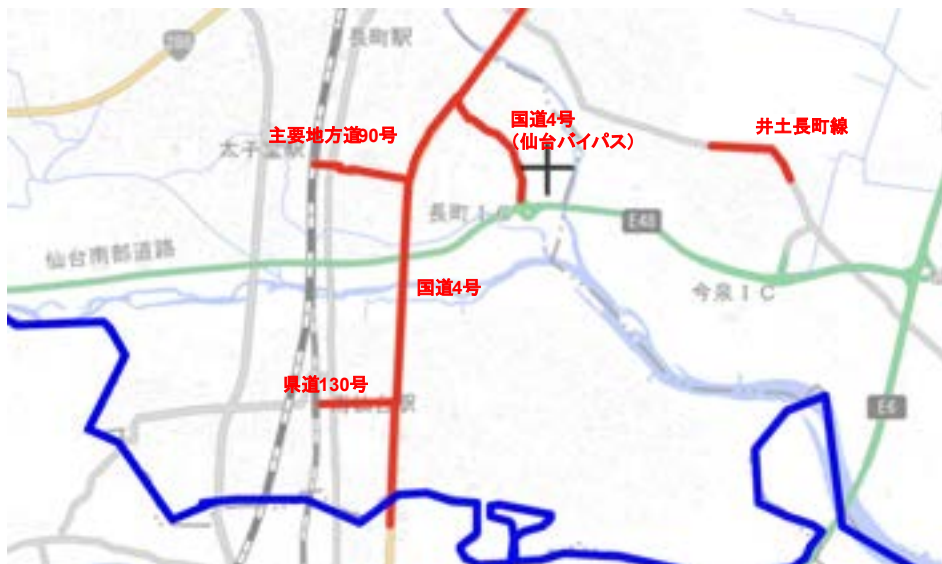 長町駅
国道4号
(仙台バイパス)
井土長町線
主要地方道90号
太子堂駅
長町IC
E48
仙台南部道路
国道4号
今泉IC
県道130号
E6